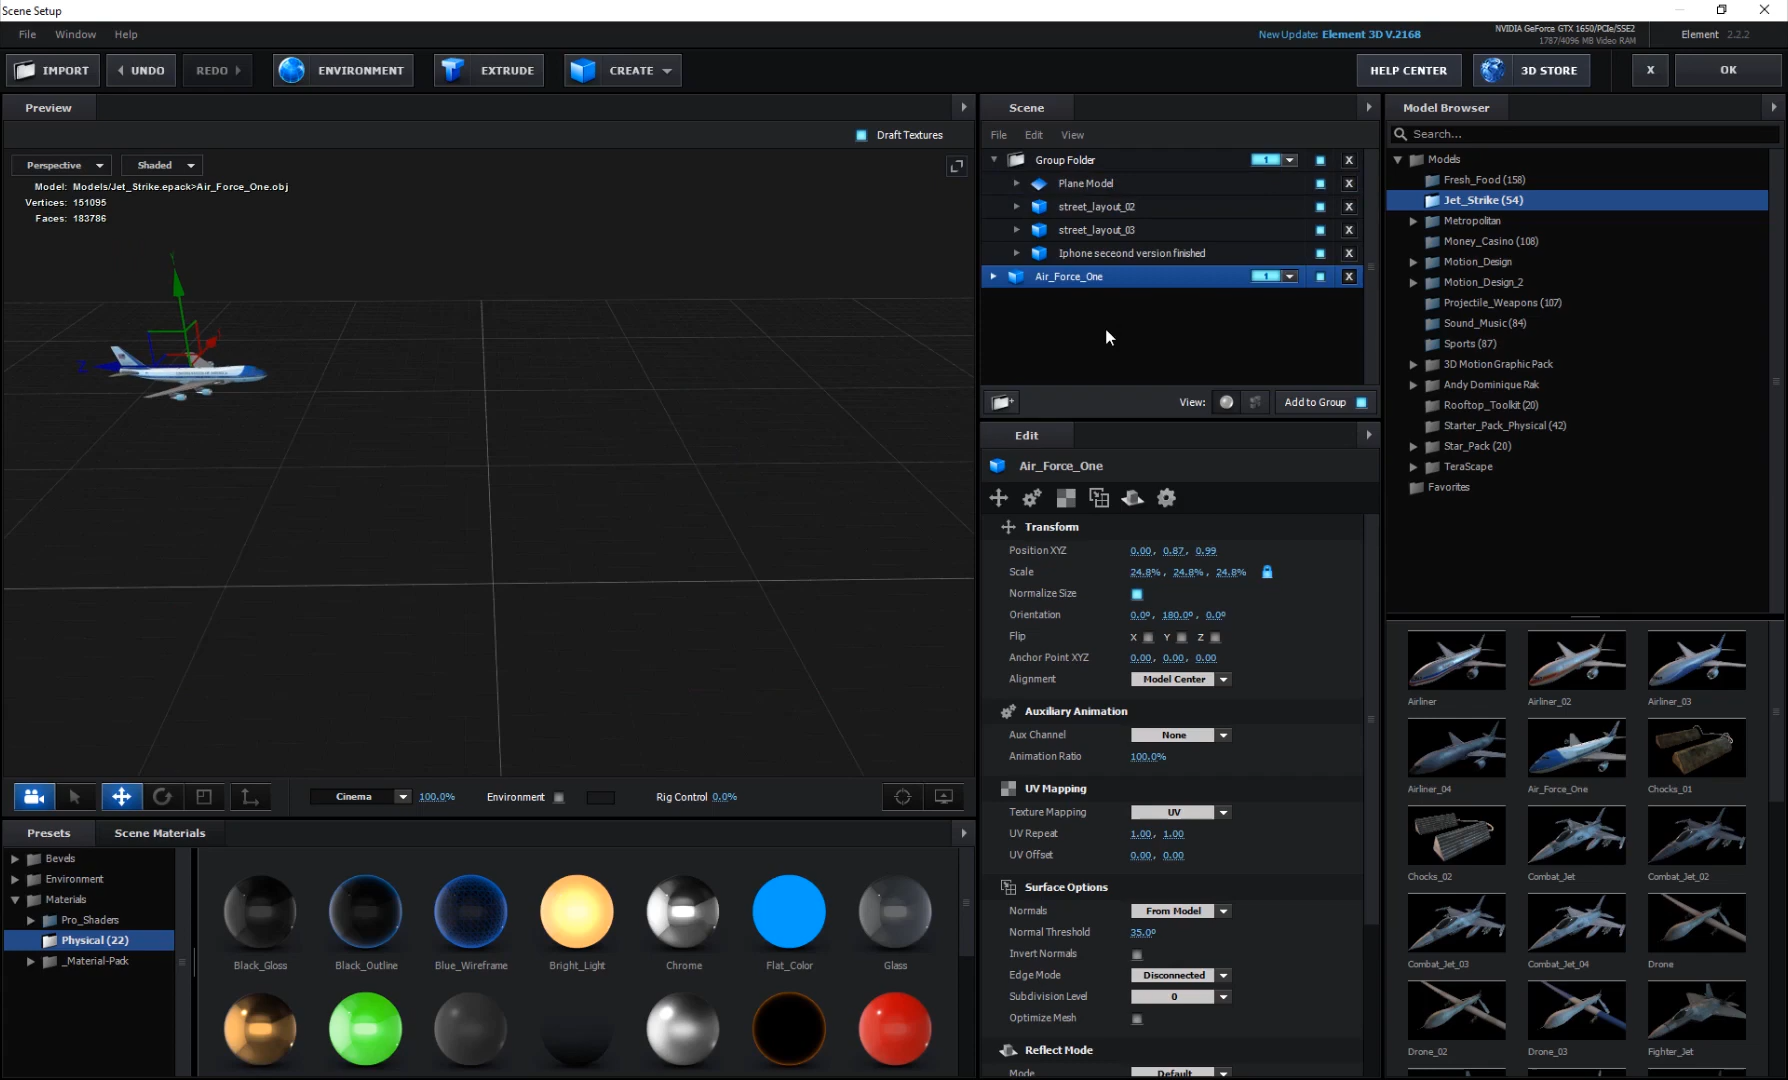 Scene Setup
File Window Help
New Update: Element 3D V.2168
NVIDIA GeForce GTX 1650/PCIe/SSE2
1787/4096 MB Video RAM
Element 2.2.2
IMPORT UNDO REDO ENVIRONMENT EXTRUDE CREATE HELP CENTER 3D STORE X OK
Preview
Draft Textures
Perspective Shaded
Model: Models/Jet_Strike.epack>Air_Force_One.obj
Vertices: 151095
Faces: 183786
Cinema 100.0% Environment Rig Control 0.0%
Presets Scene Materials
Bevels
Environment
Materials
Pro_Shaders
Physical (22)
_Material-Pack
Black_Gloss Black_Outline Blue_Wireframe Bright_Light Chrome Flat_Color Glass
Scene
File Edit View
Group Folder 1 X
Plane Model X
street_layout_02 X
street_layout_03 X
Iphone seceond version finished X
Air_Force_One 1 X
View: Add to Group
Edit
Air_Force_One
Transform
Position XYZ 0.00, 0.87, 0.99
Scale 24.8%, 24.8%, 24.8%
Normalize Size
Orientation 0.0º, 180.0º, 0.0º
Flip X Y Z
Anchor Point XYZ 0.00, 0.00, 0.00
Alignment Model Center
Auxiliary Animation
Aux Channel None
Animation Ratio 100.0%
UV Mapping
Texture Mapping UV
UV Repeat 1.00, 1.00
UV Offset 0.00, 0.00
Surface Options
Normals From Model
Normal Threshold 35.0º
Invert Normals
Edge Mode Disconnected
Subdivision Level 0
Optimize Mesh
Reflect Mode
Mode Default
Model Browser
Search...
Models
Fresh_Food (158)
Jet_Strike (54)
Metropolitan
Money_Casino (108)
Motion_Design
Motion_Design_2
Projectile_Weapons (107)
Sound_Music (84)
Sports (87)
3D Motion Graphic Pack
Andy Dominique Rak
Rooftop_Toolkit (20)
Starter_Pack_Physical (42)
Star_Pack (20)
TeraScape
Favorites
Airliner Airliner_02 Airliner_03
Airliner_04 Air_Force_One Chocks_01
Chocks_02 Combat_Jet Combat_Jet_02
Combat_Jet_03 Combat_Jet_04 Drone
Drone_02 Drone_03 Fighter_Jet